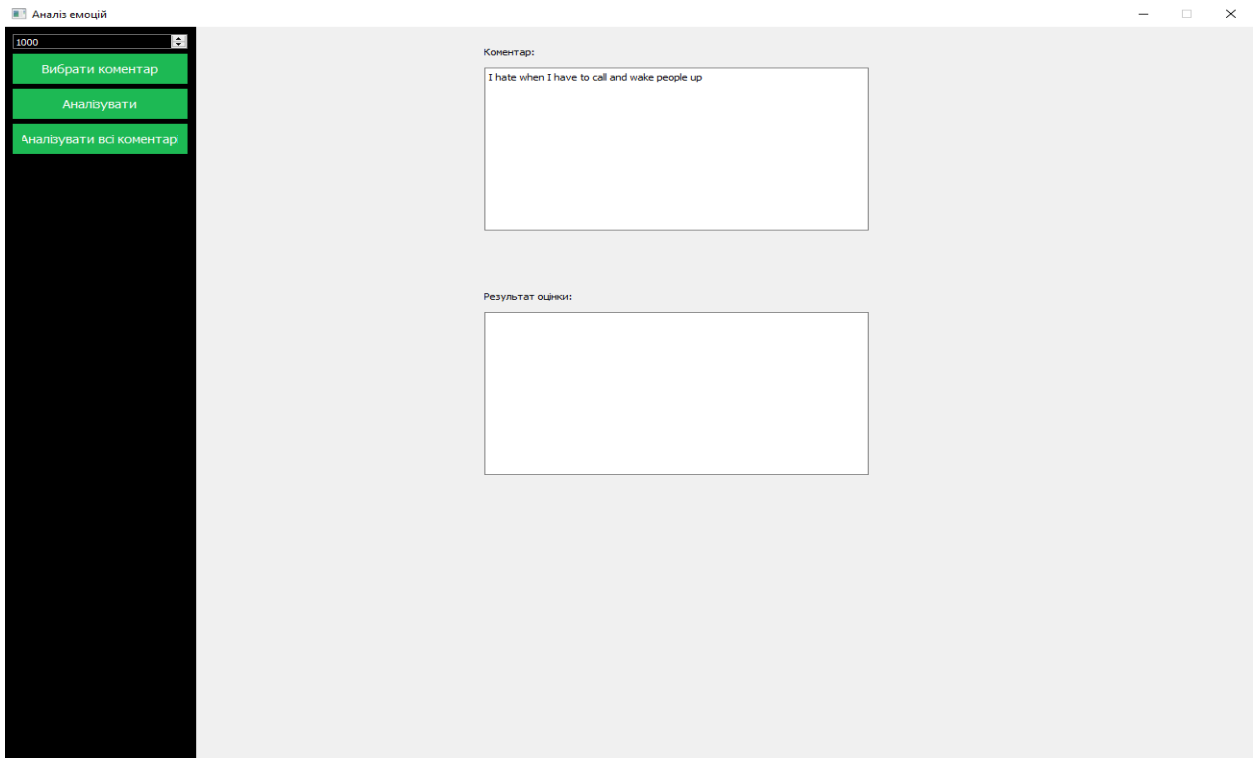 Аналіз емоцій
1000
Вибрати коментар
Аналізувати
Аналізувати всі коментар
Коментар:
I hate when I have to call and wake people up
Результат оцінки: